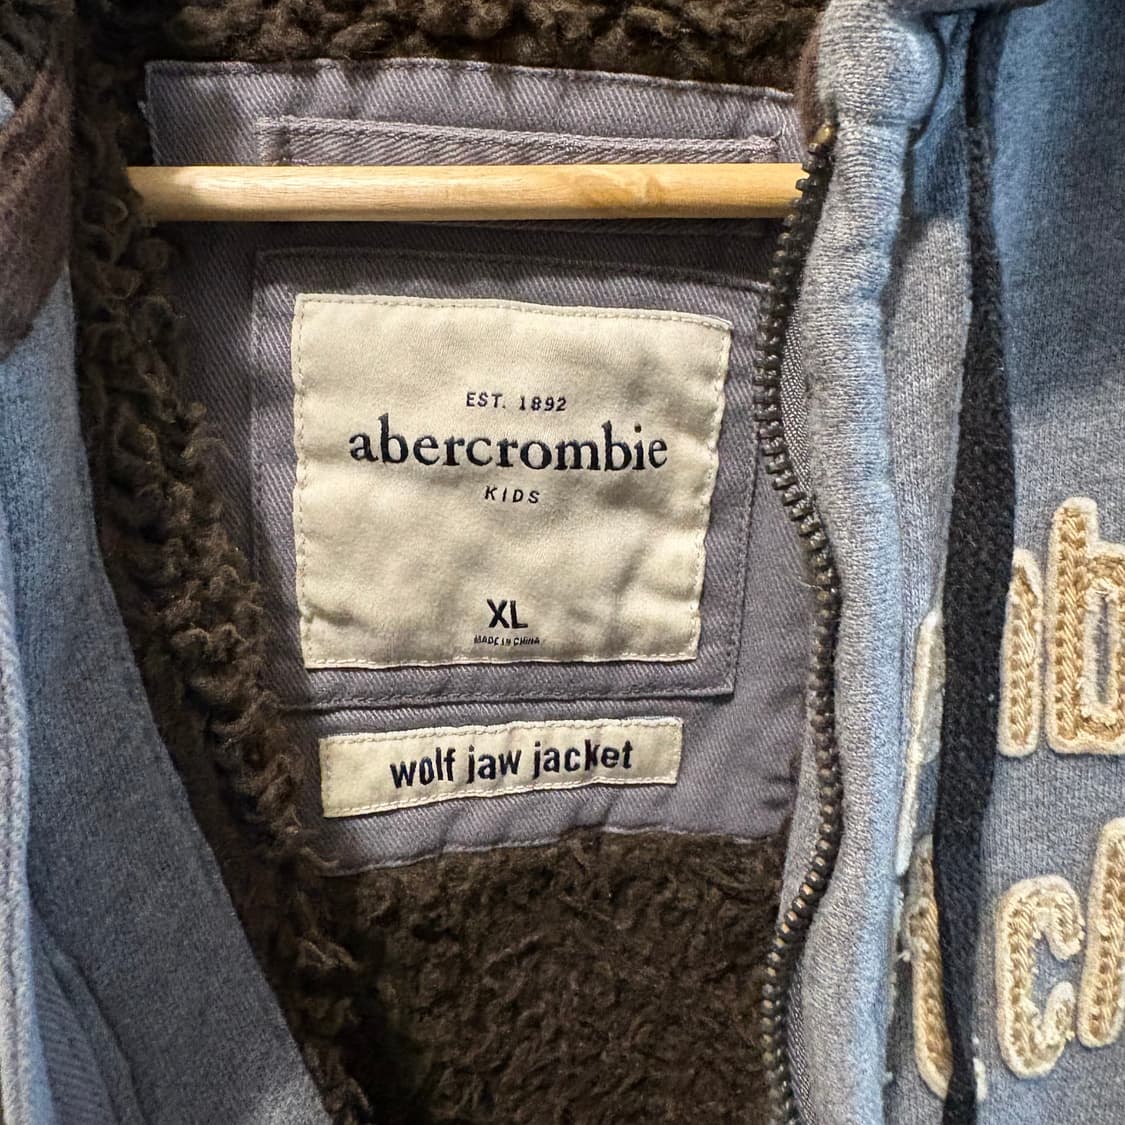 EST. 1892
abercrombie
KIDS
XL
MADE IN CHINA
wolf jaw jacket